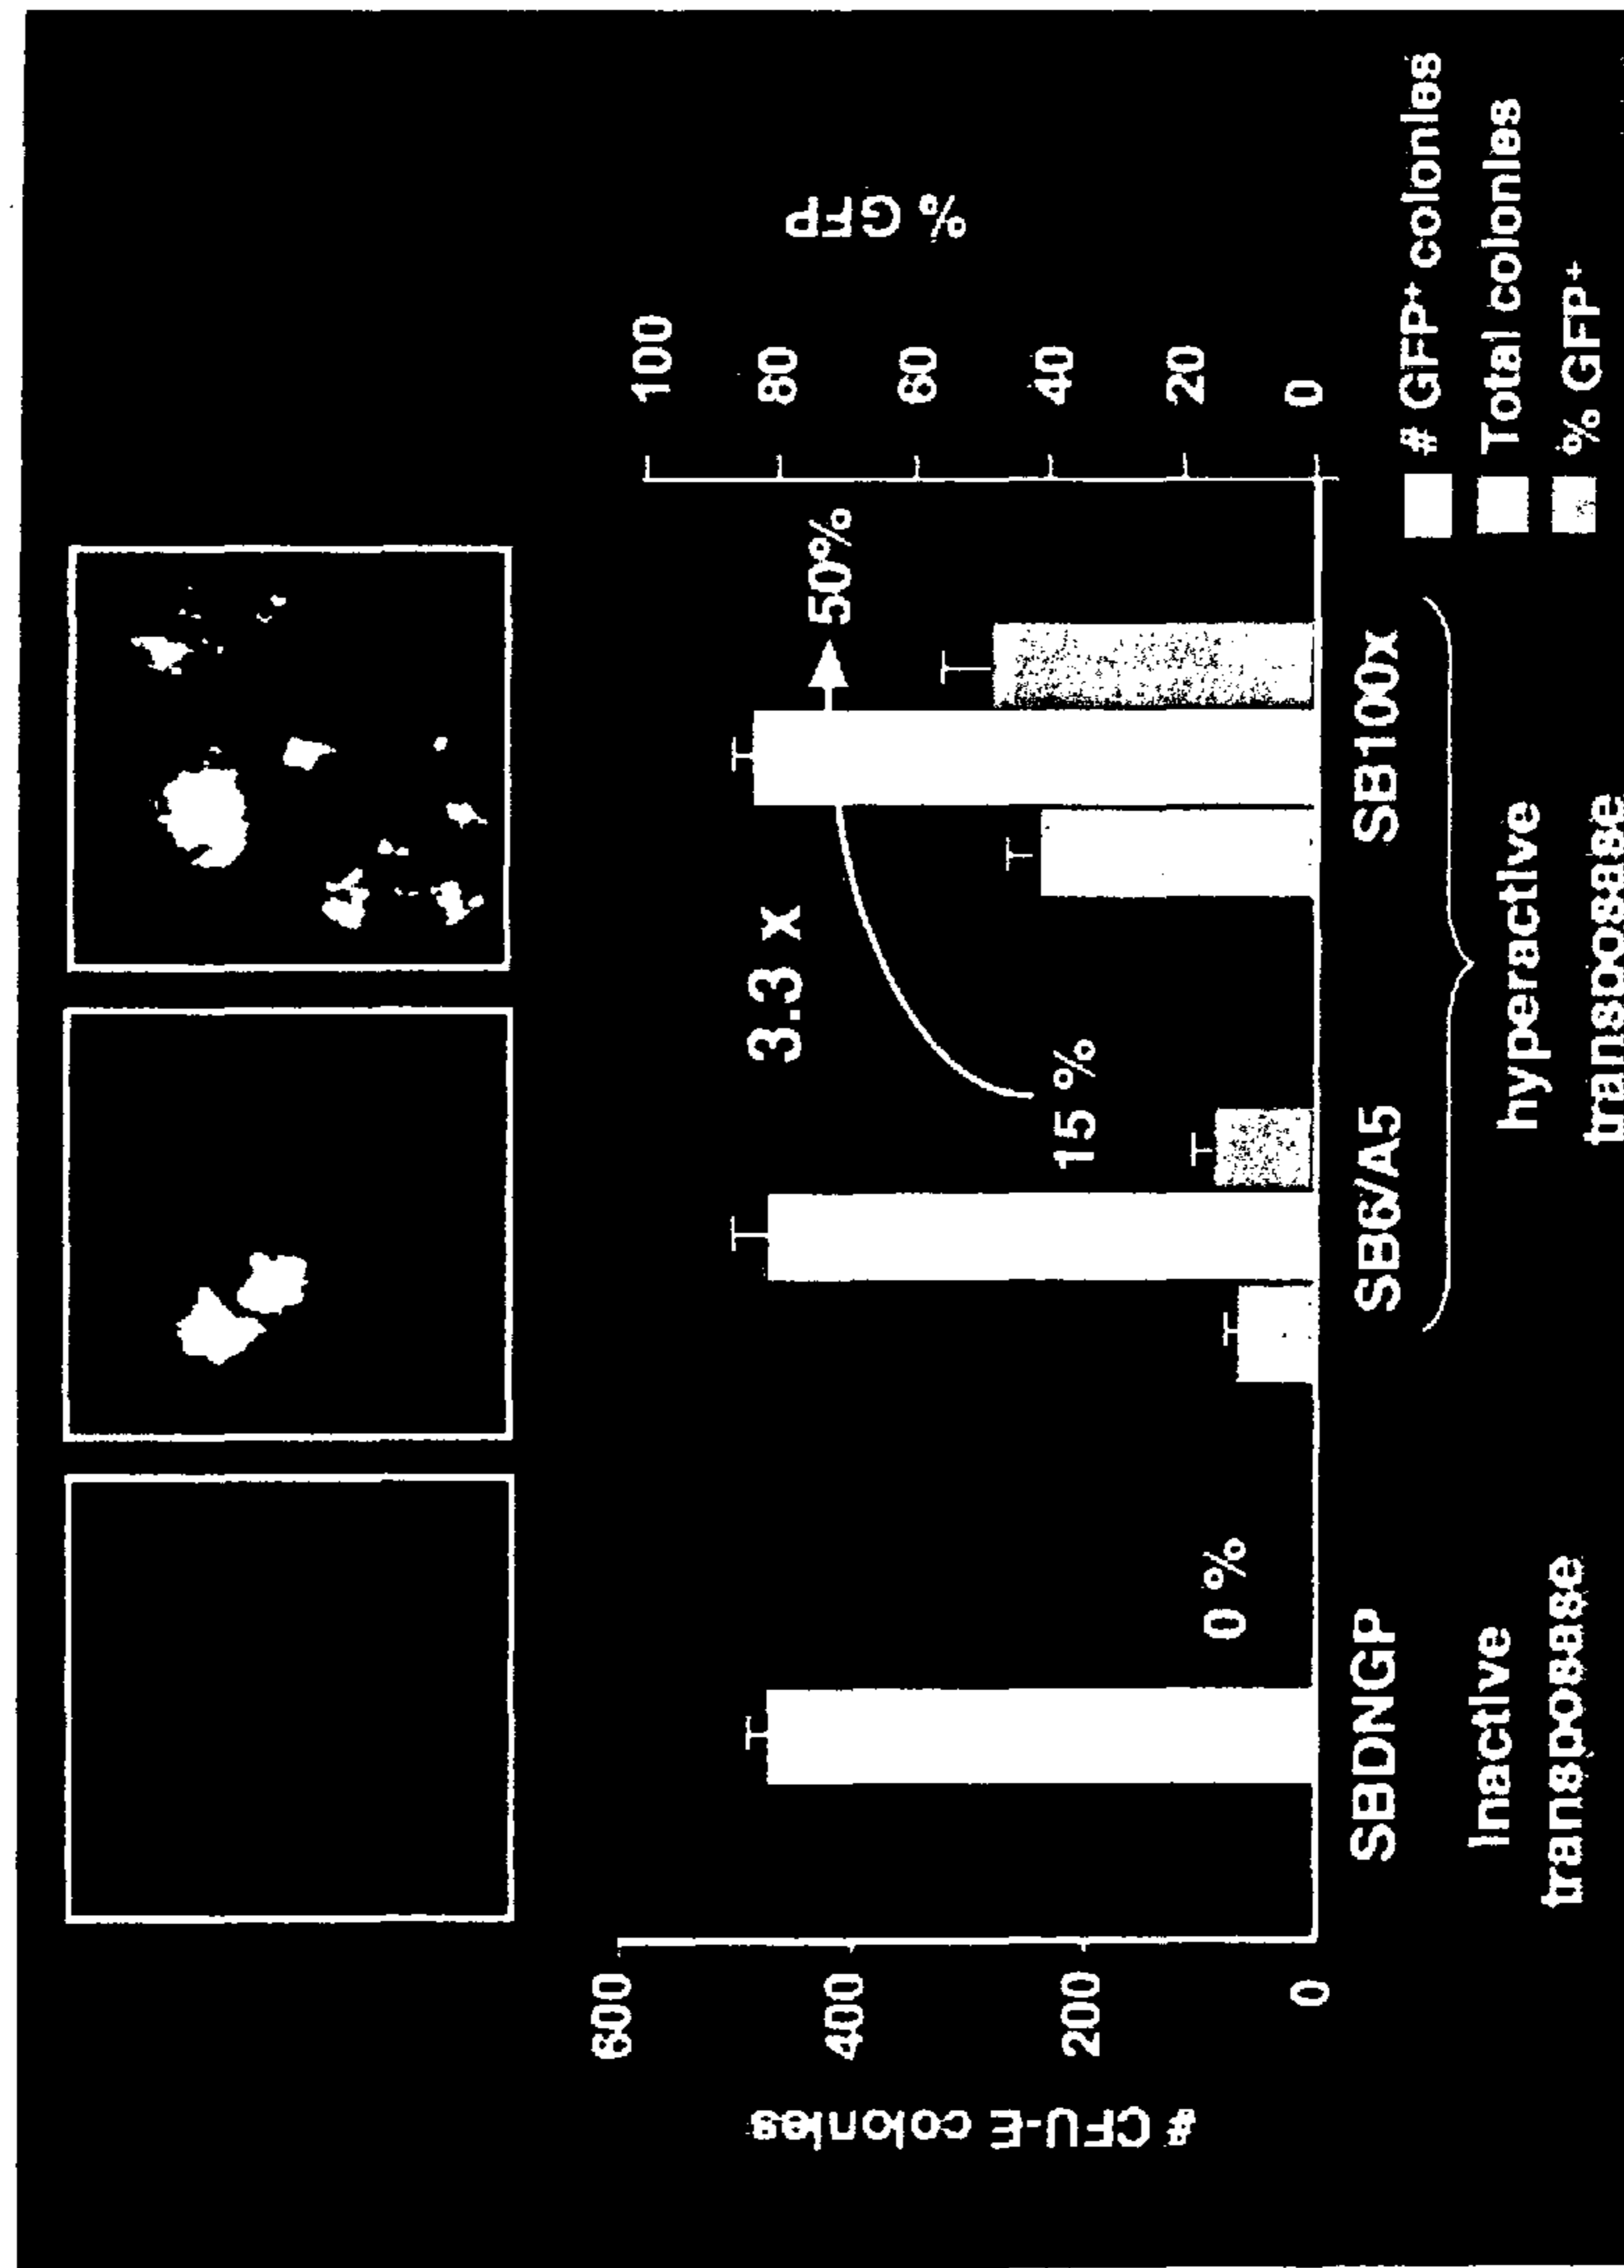 # CFU-E colonies
600
400
200
0
0 %
15 %
3.3 x
50%
% GFP
100
80
60
40
20
0
SBDNGP
SB6/A5
SB100x
Inactive
transposase
hyperactive
transposase
# GFP⁺ colonies
Total colonies
% GFP⁺